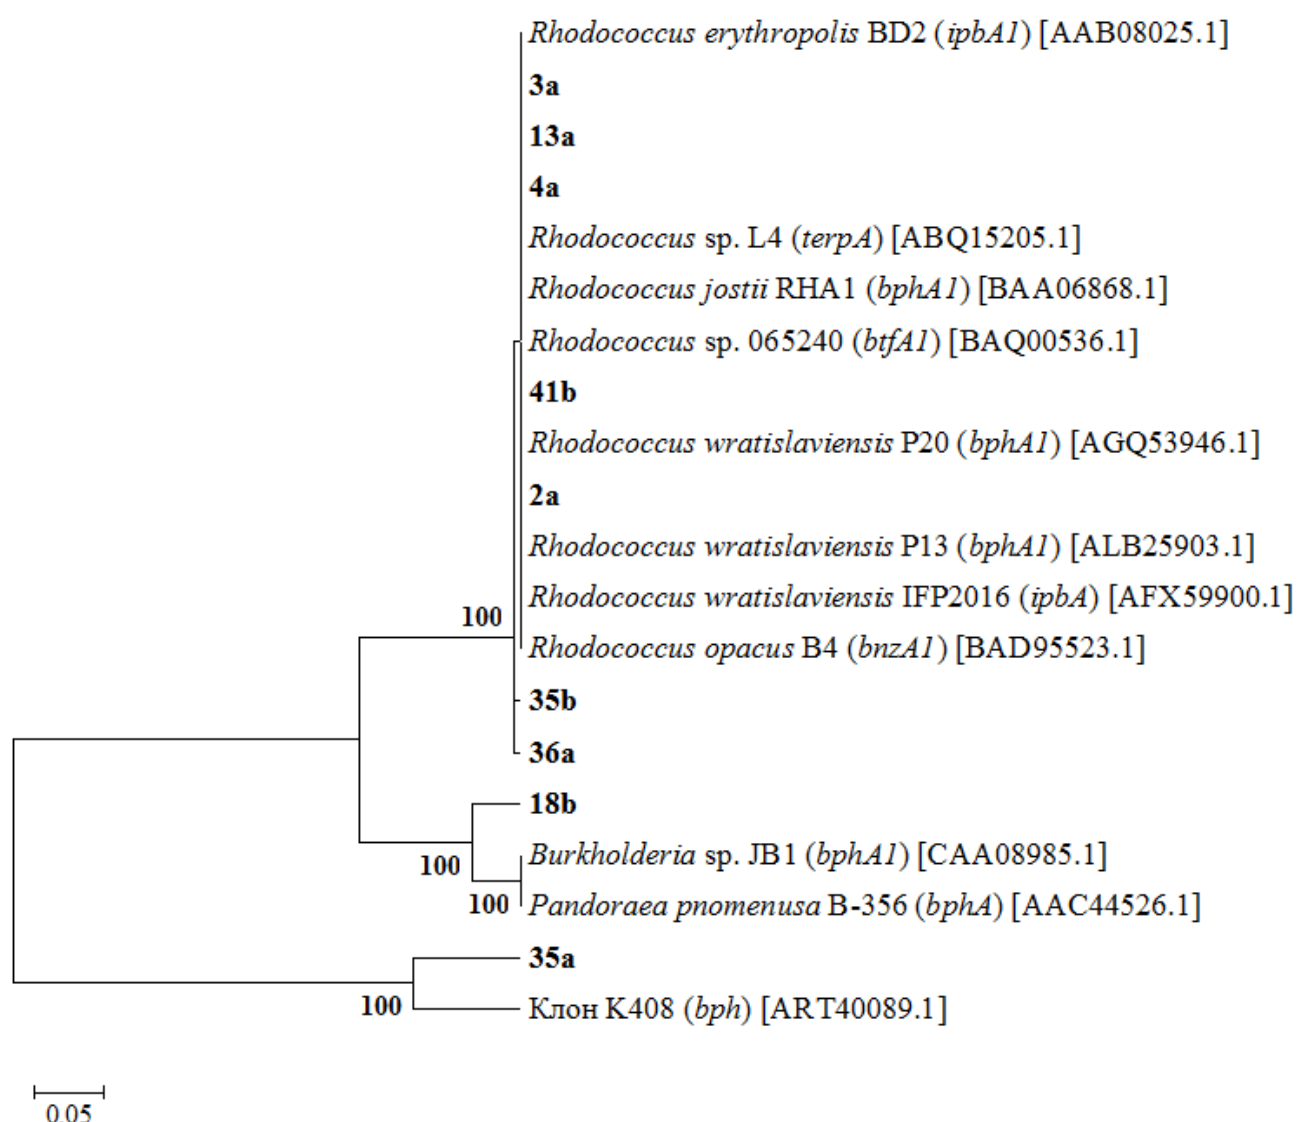 Rhodococcus erythropolis BD2 (ipbA1) [AAB08025.1]
3a
13a
4a
Rhodococcus sp. L4 (terpA) [ABQ15205.1]
Rhodococcus jostii RHA1 (bphA1) [BAA06868.1]
Rhodococcus sp. 065240 (btfA1) [BAQ00536.1]
41b
Rhodococcus wratislaviensis P20 (bphA1) [AGQ53946.1]
2a
Rhodococcus wratislaviensis P13 (bphA1) [ALB25903.1]
Rhodococcus wratislaviensis IFP2016 (ipbA) [AFX59900.1]
100
Rhodococcus opacus B4 (bnzA1) [BAD95523.1]
35b
36a
18b
Burkholderia sp. JB1 (bphA1) [CAA08985.1]
100
100
Pandoraea pnomenusa B-356 (bphA) [AAC44526.1]
35a
100
Клон K408 (bph) [ART40089.1]
0.05